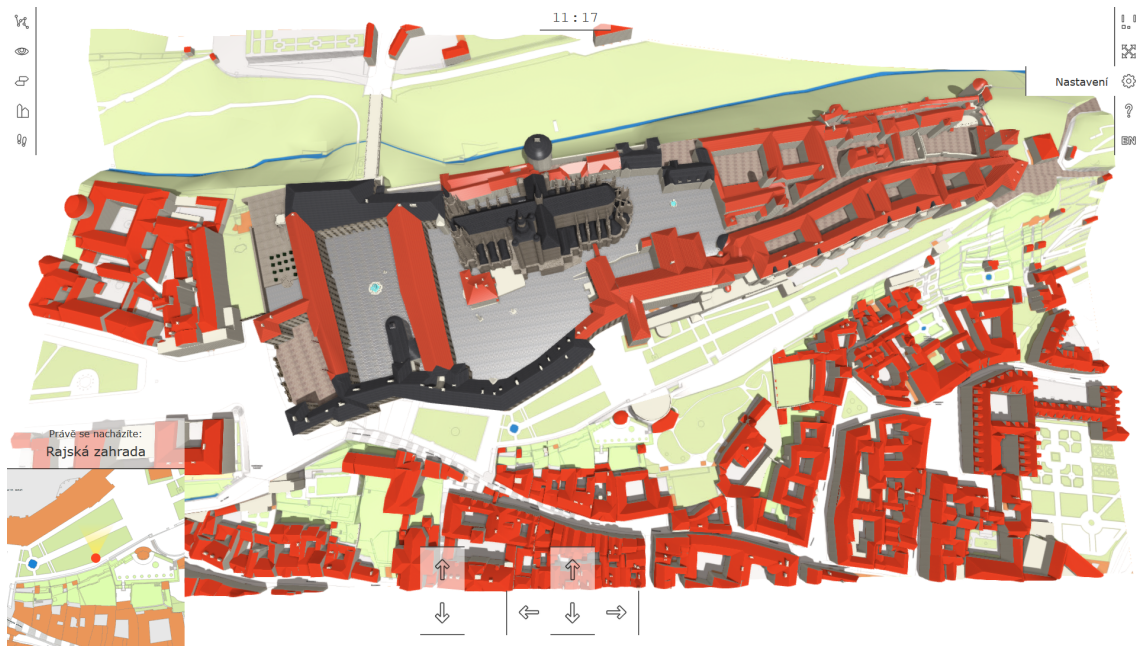 11:17
Nastavení
?
EN
Právě se nacházíte:
Rajská zahrada